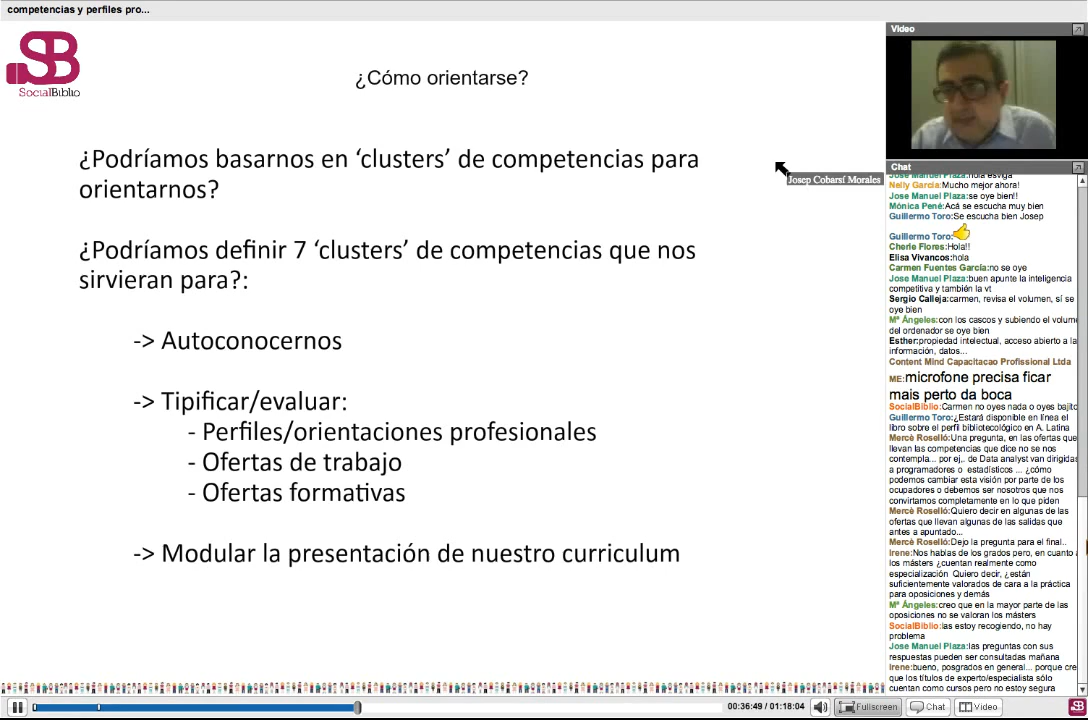 competencias y perfiles pro...
SB
SocialBiblio
¿Cómo orientarse?
¿Podríamos basarnos en ‘clusters’ de competencias para
orientarnos?
¿Podríamos definir 7 ‘clusters’ de competencias que nos
sirvieran para?:
-> Autoconocernos
-> Tipificar/evaluar:
- Perfiles/orientaciones profesionales
- Ofertas de trabajo
- Ofertas formativas
-> Modular la presentación de nuestro curriculum
Josep Cobarsí Morales
Video
Chat
Jose Manuel Plaza:hola esviga
Nelly García:Mucho mejor ahora!
Jose Manuel Plaza:se oye bien!!
Mónica Pené:Acá se escucha muy bien
Guillermo Toro:Se escucha bien Josep
Guillermo Toro:
Cherie Flores:Hola!!
Elisa Vivancos:hola
Carmen Fuentes García:no se oye
Jose Manuel Plaza:buen apunte la inteligencia
competitiva y también la vt
Sergio Calleja:carmen, revisa el volumen, sí se
oye bien
Mª Ángeles:con los cascos y subiendo el volume
del ordenador se oye bien
Esther:propiedad intelectual, acceso abierto a la
información, datos...
Content Mind Capacitacao Profissional Ltda
ME:microfone precisa ficar
mais perto da boca
SocialBiblio:Carmen no oyes nada o oyes bajito
Guillermo Toro:¿Estará disponible en línea el
libro sobre el perfil bibliotecológico en A. Latina
Mercè Roselló:Una pregunta, en las ofertas que
llevan las competencias que dice no se nos
contempla... por ej,. de Data analyst van dirigidas
a programadores o estadísticos ... ¿cómo
podemos cambiar esta visión por parte de los
ocupadores o debemos ser nosotros que nos
convirtamos completamente en lo que piden
Mercè Roselló:Quiero decir en algunas de las
ofertas que llevan algunas de las salidas que
antes a apuntado...
Mercè Roselló:Dejo la pregunta para el final..
Irene:Nos hablas de los grados pero, en cuanto a
los másters ¿cuentan realmente como
especialización Quiero decir, ¿están
suficientemente valorados de cara a la práctica
para oposiciones y demás
Mª Ángeles:creo que en la mayor parte de las
oposiciones no se valoran los másters
SocialBiblio:las estoy recogiendo, no hay
problema
Jose Manuel Plaza:las preguntas con sus
respuestas pueden ser consultadas mañana
Irene:bueno, posgrados en general... porque cre
que los títulos de experto/especialista sólo
cuentan como cursos pero no estoy segura
00:36:49 / 01:18:04
Fullscreen
Chat
Video
SB